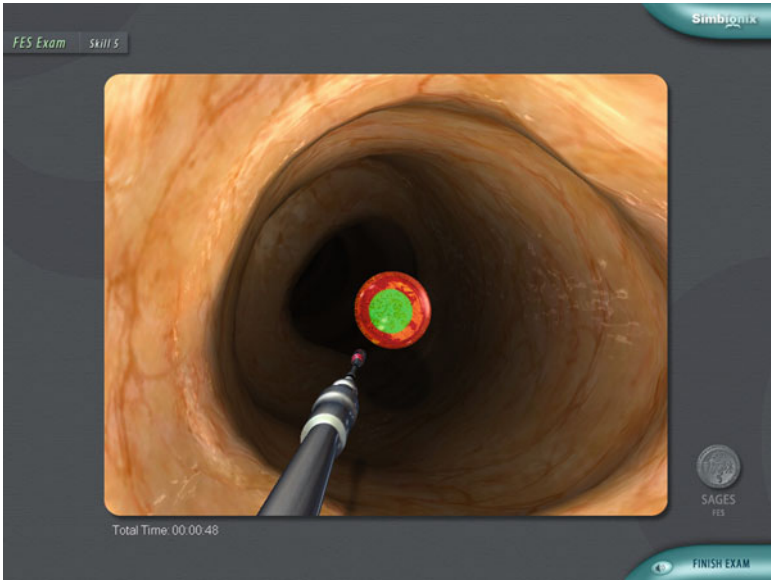 Simbionix
FES Exam Skill 5
SAGES
FES
Total Time: 00:00:48
FINISH EXAM